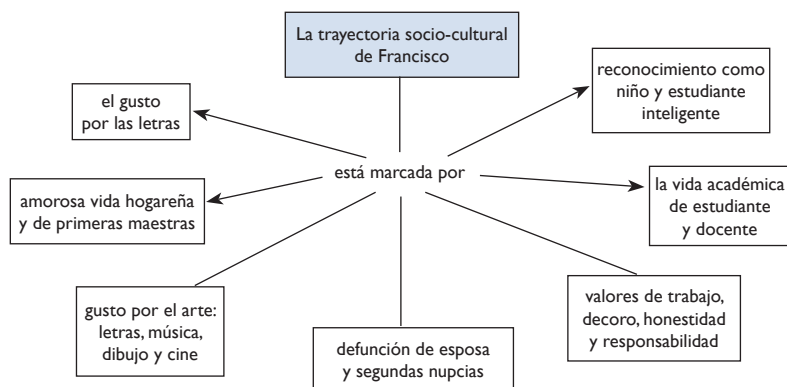 La trayectoria socio-cultural
de Francisco
reconocimiento como
niño y estudiante
inteligente
el gusto
por las letras
está marcada por
amorosa vida hogareña
y de primeras maestras
la vida académica
de estudiante
y docente
gusto por el arte:
letras, música,
dibujo y cine
defunción de esposa
y segundas nupcias
valores de trabajo,
decoro, honestidad
y responsabilidad